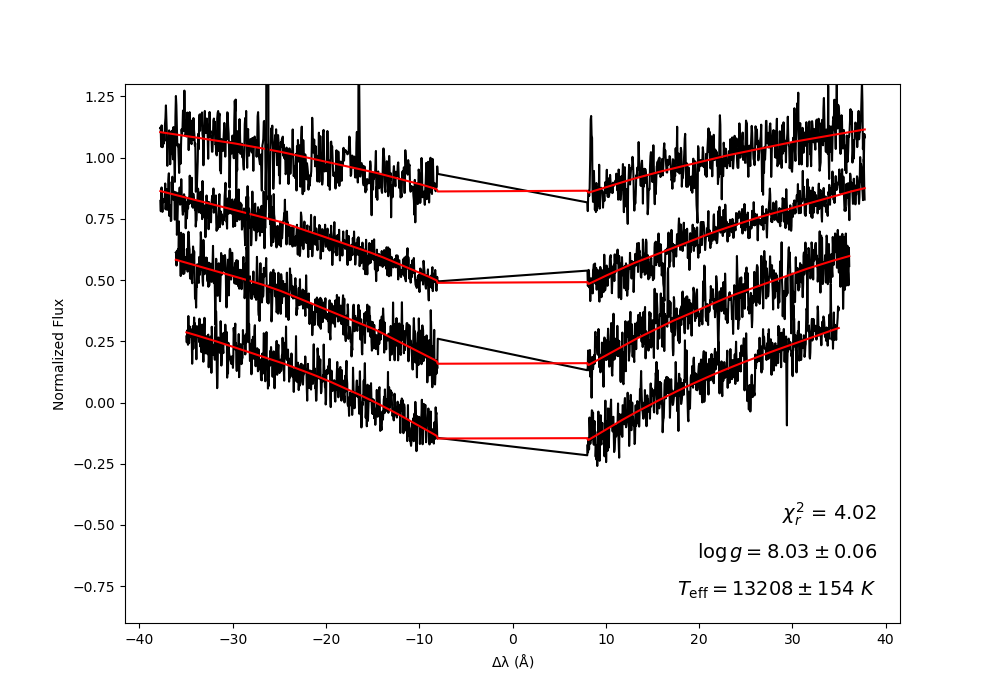 1.25
1.00
0.75
0.50
0.25
0.00
−0.25
−0.50
−0.75
Normalized Flux
χ²ᵣ = 4.02
log g = 8.03 ± 0.06
T_eff = 13208 ± 154 K
−40 −30 −20 −10 0 10 20 30 40
Δλ (Å)